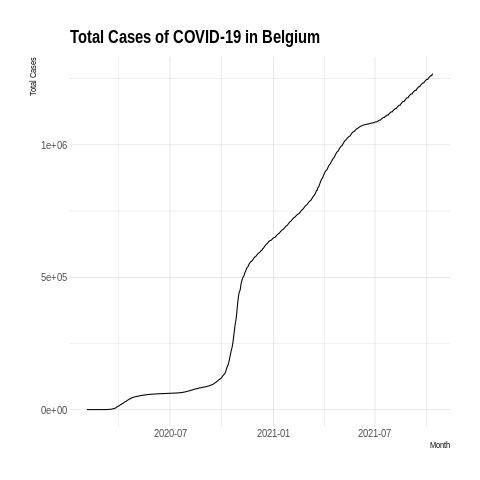 Total Cases of COVID-19 in Belgium
Total Cases
1e+06
5e+05
0e+00
2020-07
2021-01
2021-07
Month